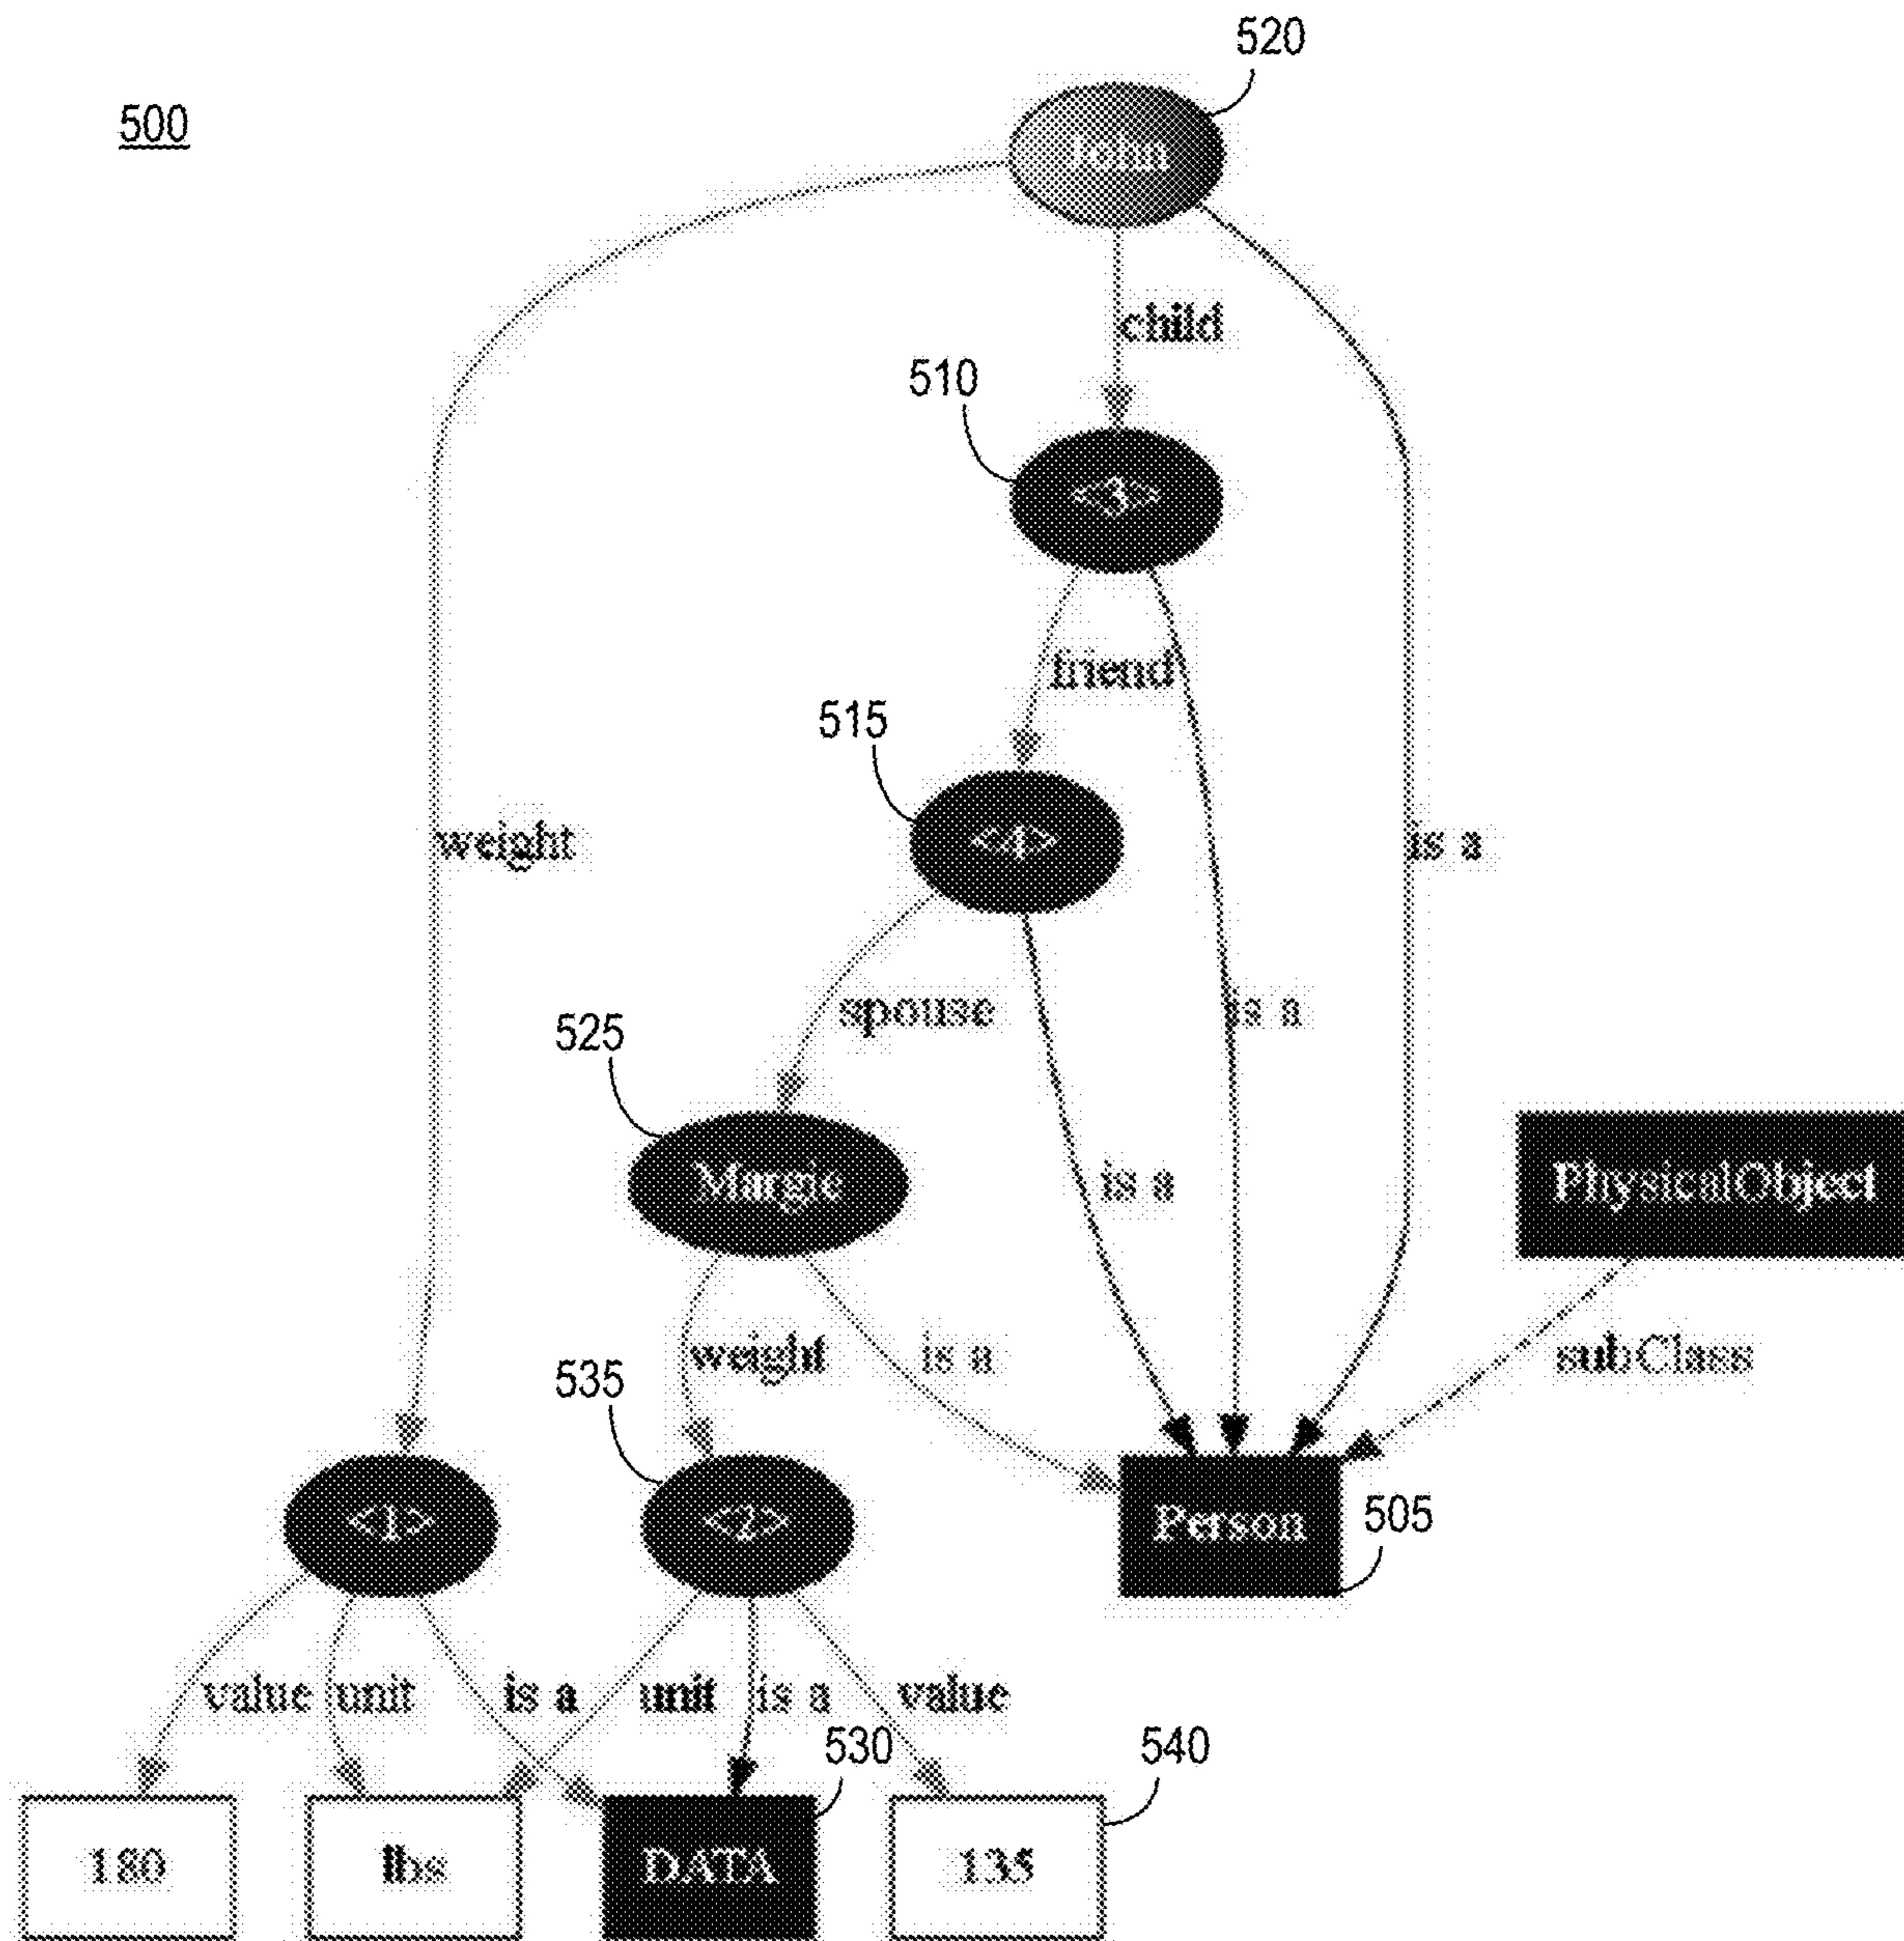 520
500
John
child
510
<3>
friend
515
<4>
weight
is a
spouse
is a
525
Margie
is a
PhysicalObject
weight
is a
subClass
535
<1>
<2>
Person
505
value
unit
is a
unit
is a
value
530
540
180
lbs
DATA
135